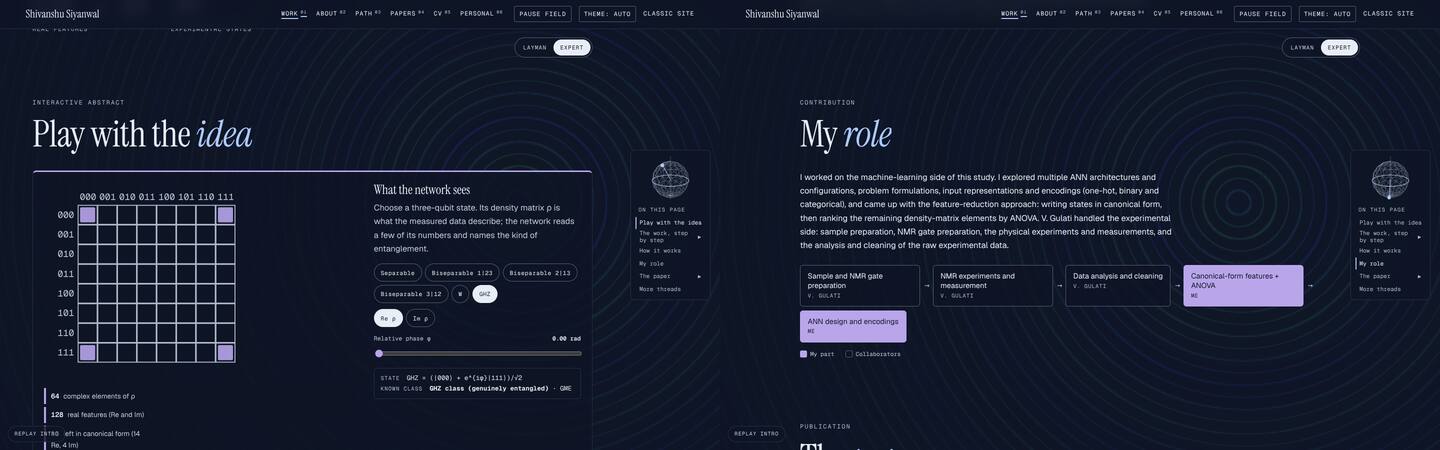 Shivanshu Siyanwal
WORK 01 ABOUT 02 PATH 03 PAPERS 04 CV 05 PERSONAL 06 PAUSE FIELD THEME: AUTO CLASSIC SITE
REAL FEATURES EXPERIMENTAL STATES
LAYMAN EXPERT
INTERACTIVE ABSTRACT
Play with the idea
000 001 010 011 100 101 110 111
000
001
010
011
100
101
110
111
64 complex elements of ρ
128 real features (Re and Im)
eft in canonical form (14
Re, 4 Im)
REPLAY INTRO
What the network sees
Choose a three-qubit state. Its density matrix ρ is
what the measured data describe; the network reads
a few of its numbers and names the kind of
entanglement.
Separable Biseparable 1|23 Biseparable 2|13
Biseparable 3|12 W GHZ
Re ρ Im ρ
Relative phase φ 0.00 rad
STATE GHZ = (|000⟩ + e^{iφ}|111⟩)/√2
KNOWN CLASS GHZ class (genuinely entangled) · GME
ON THIS PAGE
Play with the idea
The work, step
by step ▶
How it works
My role
The paper ▶
More threads
Shivanshu Siyanwal
WORK 01 ABOUT 02 PATH 03 PAPERS 04 CV 05 PERSONAL 06 PAUSE FIELD THEME: AUTO CLASSIC SITE
LAYMAN EXPERT
CONTRIBUTION
My role
I worked on the machine-learning side of this study. I explored multiple ANN architectures and
configurations, problem formulations, input representations and encodings (one-hot, binary and
categorical), and came up with the feature-reduction approach: writing states in canonical form,
then ranking the remaining density-matrix elements by ANOVA. V. Gulati handled the experimental
side: sample preparation, NMR gate preparation, the physical experiments and measurements, and
the analysis and cleaning of the raw experimental data.
Sample and NMR gate
preparation
V. GULATI
→
NMR experiments and
measurement
V. GULATI
→
Data analysis and cleaning
V. GULATI
→
Canonical-form features +
ANOVA
ME
→
ANN design and encodings
ME
My part Collaborators
ON THIS PAGE
Play with the idea
The work, step
by step ▶
How it works
My role
The paper ▶
More threads
REPLAY INTRO
PUBLICATION